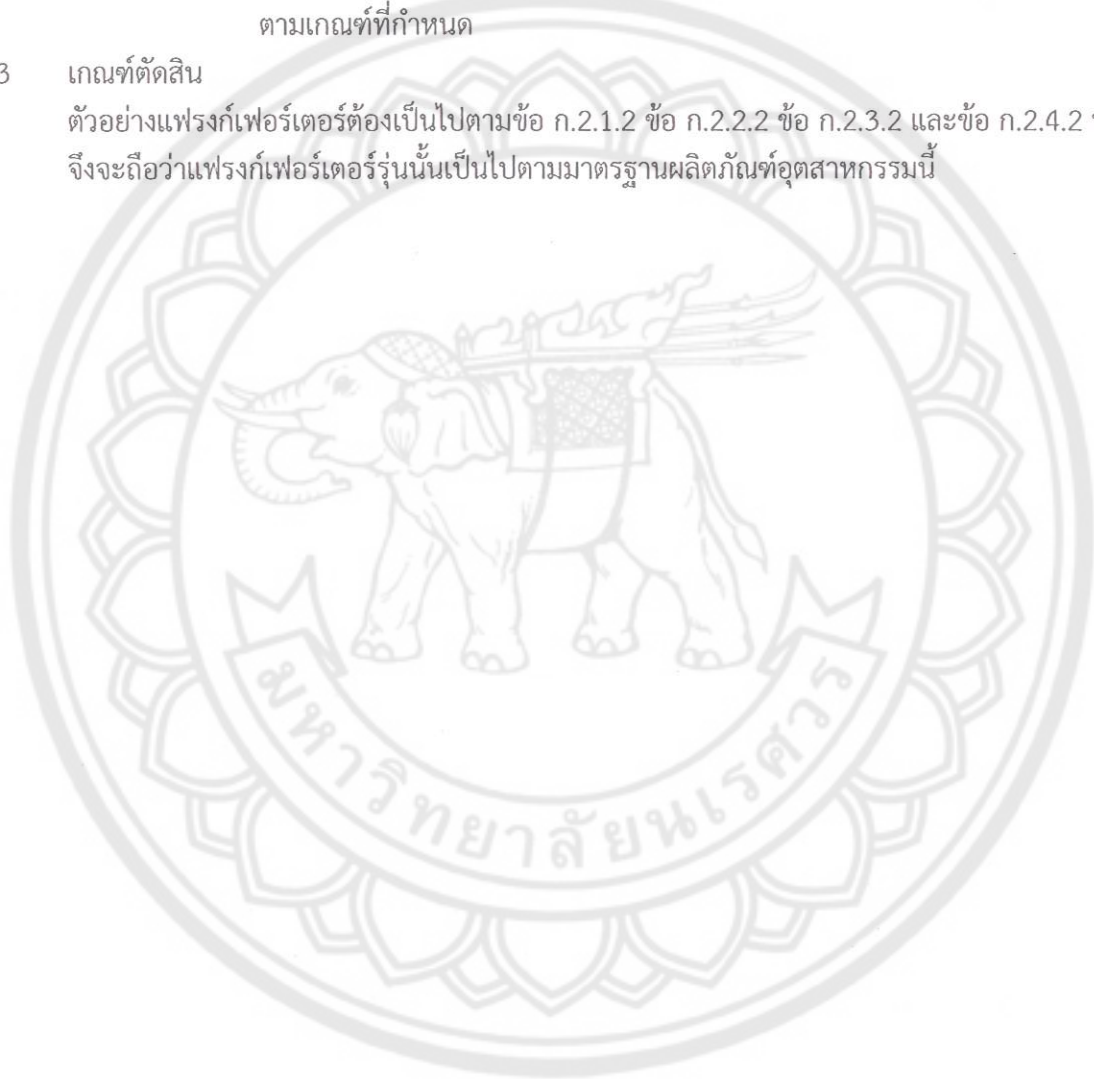 ตามเกณฑ์ที่กำหนด
3 เกณฑ์ตัดสิน
ตัวอย่างแฟรงก์เฟอร์เตอร์ต้องเป็นไปตามข้อ ก.2.1.2 ข้อ ก.2.2.2 ข้อ ก.2.3.2 และข้อ ก.2.4.2
จึงจะถือว่าแฟรงก์เฟอร์เตอร์รุ่นนั้นเป็นไปตามมาตรฐานผลิตภัณฑ์อุตสาหกรรมนี้
มหาวิทยาลัยนเรศวร